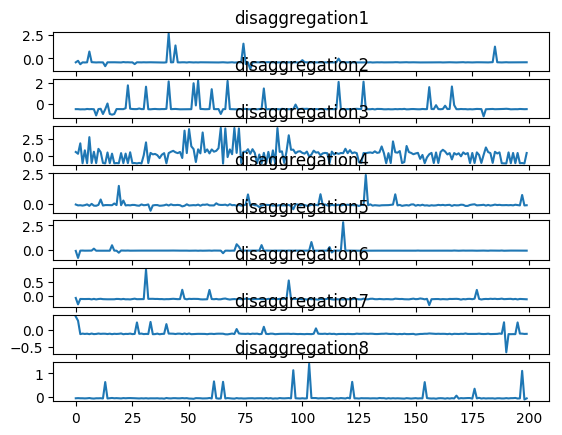 disaggregation1
2.5
0.0
disaggregation2
2
0
disaggregation3
2.5
0.0
disaggregation4
2.5
0.0
disaggregation5
2.5
0.0
disaggregation6
0.5
0.0
disaggregation7
0.0
−0.5
disaggregation8
1
0
0 25 50 75 100 125 150 175 200